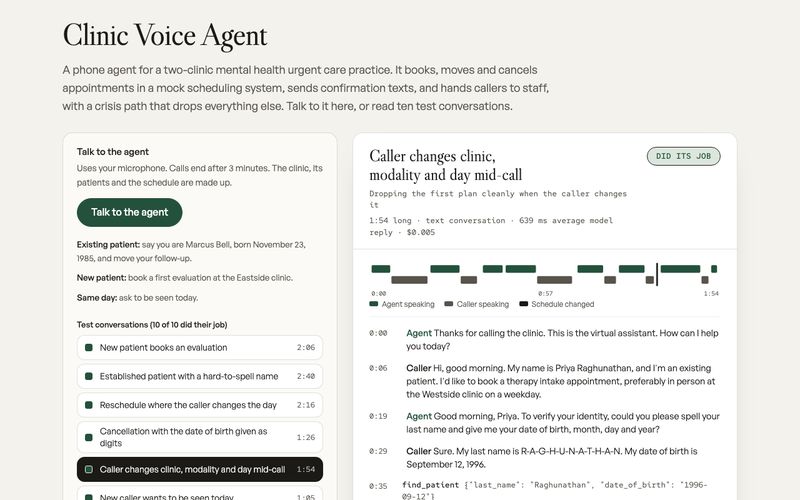 Clinic Voice Agent
A phone agent for a two-clinic mental health urgent care practice. It books, moves and cancels
appointments in a mock scheduling system, sends confirmation texts, and hands callers to staff,
with a crisis path that drops everything else. Talk to it here, or read ten test conversations.
Talk to the agent
Uses your microphone. Calls end after 3 minutes. The clinic, its
patients and the schedule are made up.
Talk to the agent
Existing patient: say you are Marcus Bell, born November 23,
1985, and move your follow-up.
New patient: book a first evaluation at the Eastside clinic.
Same day: ask to be seen today.
Test conversations (10 of 10 did their job)
New patient books an evaluation 2:06
Established patient with a hard-to-spell name 2:40
Reschedule where the caller changes the day 2:16
Cancellation with the date of birth given as
digits 1:26
Caller changes clinic, modality and day mid-call 1:54
New caller wants to be seen today 1:05
Caller changes clinic,
modality and day mid-call
DID ITS JOB
Dropping the first plan cleanly when the caller changes
it
1:54 long · text conversation · 639 ms average model
reply · $0.005
0:00 0:57 1:54
Agent speaking Caller speaking Schedule changed
0:00 Agent Thanks for calling the clinic. This is the virtual assistant. How can I help
you today?
0:06 Caller Hi, good morning. My name is Priya Raghunathan, and I'm an existing
patient. I'd like to book a therapy intake appointment, preferably in person at
the Westside clinic on a weekday.
0:19 Agent Good morning, Priya. To verify your identity, could you please spell your
last name and give me your date of birth, month, day and year?
0:29 Caller Sure. My last name is R-A-G-H-U-N-A-T-H-A-N. My date of birth is
September 12, 1996.
0:35 find_patient {"last_name": "Raghunathan", "date_of_birth": "1996-
09-12"}